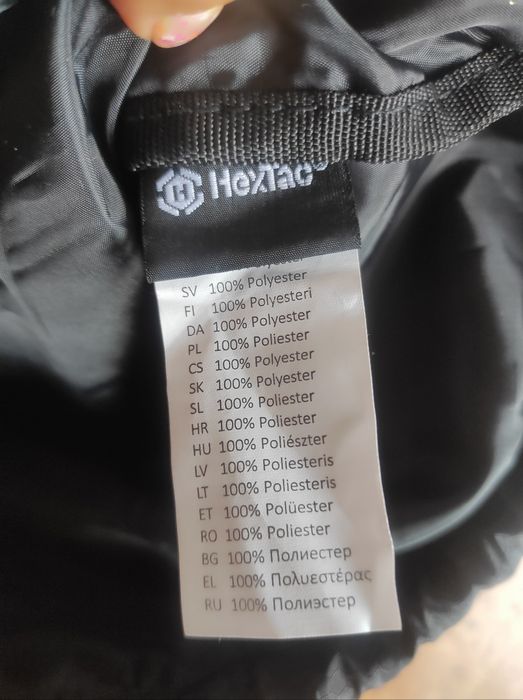 HexTac®
SV 100% Polyester
FI 100% Polyesteri
DA 100% Polyester
PL 100% Poliester
CS 100% Polyester
SK 100% Polyester
SL 100% Poliester
HR 100% Poliester
HU 100% Poliészter
LV 100% Poliesteris
LT 100% Poliesteris
ET 100% Polüester
RO 100% Poliester
BG 100% Полиестер
EL 100% Πολυεστέρας
RU 100% Полиэстер